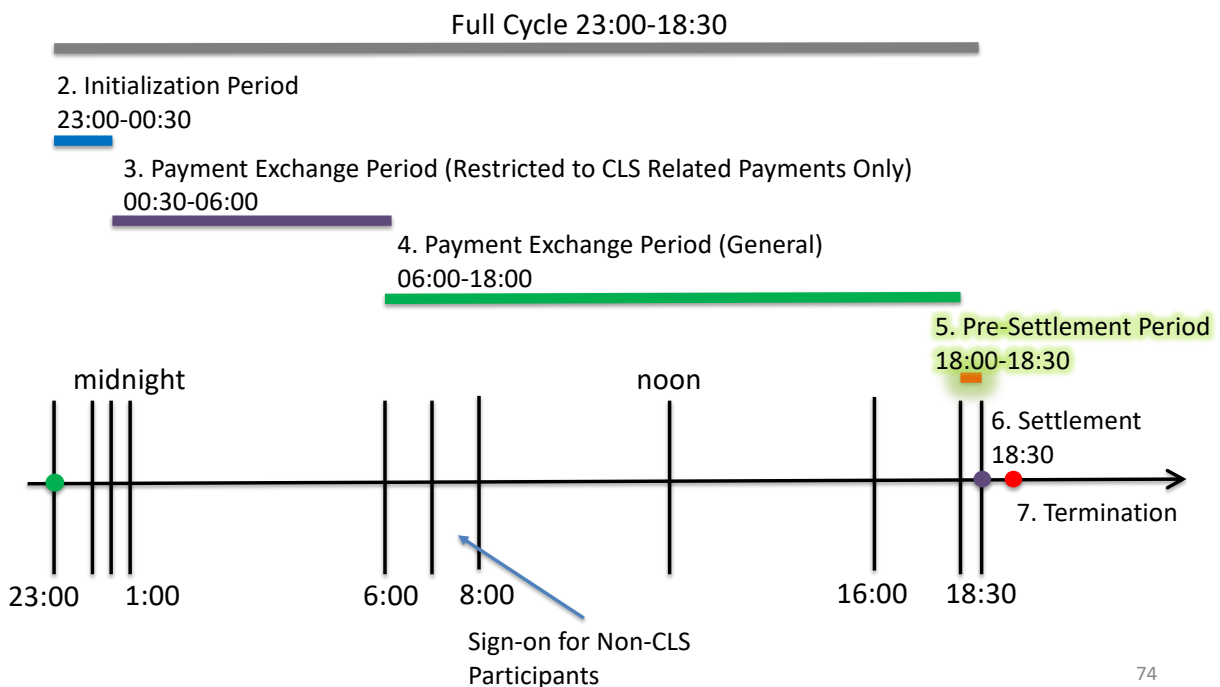 Full Cycle 23:00-18:30
2. Initialization Period
23:00-00:30
3. Payment Exchange Period (Restricted to CLS Related Payments Only)
00:30-06:00
4. Payment Exchange Period (General)
06:00-18:00
5. Pre-Settlement Period
18:00-18:30
midnight
noon
6. Settlement
18:30
7. Termination
23:00
1:00
6:00
8:00
16:00
18:30
Sign-on for Non-CLS
Participants
74